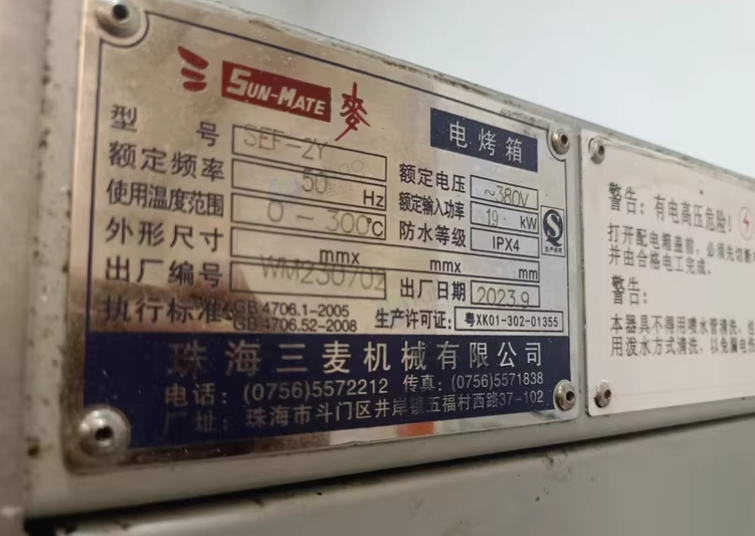 三 SUN-MATE 麥
电烤箱
型 号 SEF-2Y
额定频率 50 Hz
额定电压 ~380V
使用温度范围 0-300℃
额定输入功率 19 kW
外形尺寸 mmx mmx mm
防水等级 IPX4
出厂编号 WM230702
出厂日期 2023.9
执行标准 GB 4706.1-2005
GB 4706.52-2008
生产许可证: 粤XK01-302-01355
珠海三麦机械有限公司
电话: (0756)5572212 传真: (0756)5571838
厂址: 珠海市斗门区井岸镇五福村西路37-102
警告: 有电高压危险!
打开配电箱盖前, 必须先切断
并由合格电工完成。
警告:
本器具不得用喷水管清洗, 也
用泼水方式清洗, 以免漏电伤